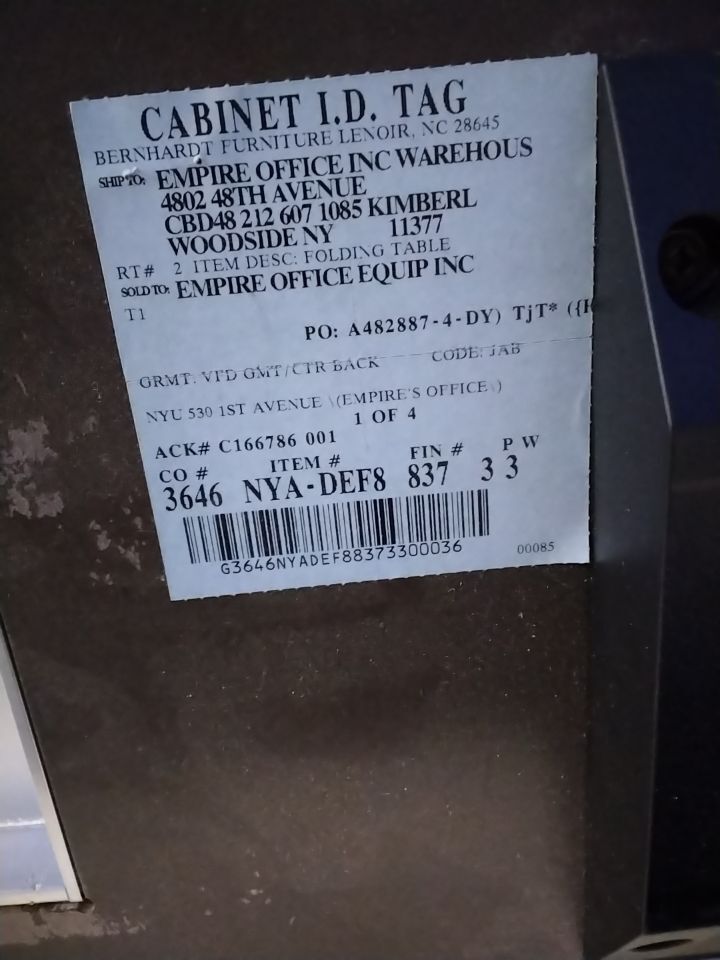 CABINET I.D. TAG
BERNHARDT FURNITURE LENOIR, NC 28645
SHIP TO: EMPIRE OFFICE INC WAREHOUS
4802 48TH AVENUE
CBD48 212 607 1085 KIMBERL
WOODSIDE NY 11377
RT# 2 ITEM DESC: FOLDING TABLE
SOLD TO: EMPIRE OFFICE EQUIP INC
T1
PO: A482887-4-DY) TjT* ({
GRMT: VFD GMT/CTR BACK CODE: JAB
NYU 530 1ST AVENUE \(EMPIRE'S OFFICE\)
1 OF 4
ACK# C166786 001
CO # ITEM # FIN # P W
3646 NYA-DEF8 837 3 3
G3646NYADEF88373300036
00085